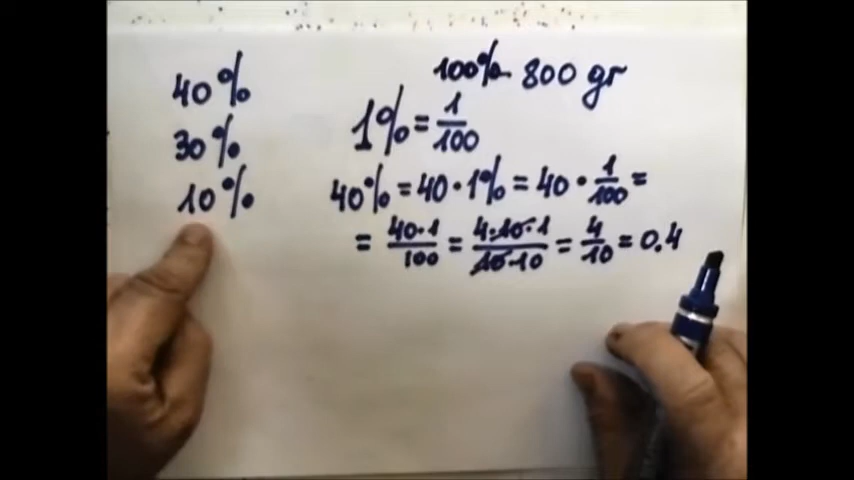 40%
30%
10%
100% - 800 gr
1% = 1/100
40% = 40 · 1% = 40 · 1/100 =
= 40·1/100 = 4·10·1/10·10 = 4/10 = 0.4